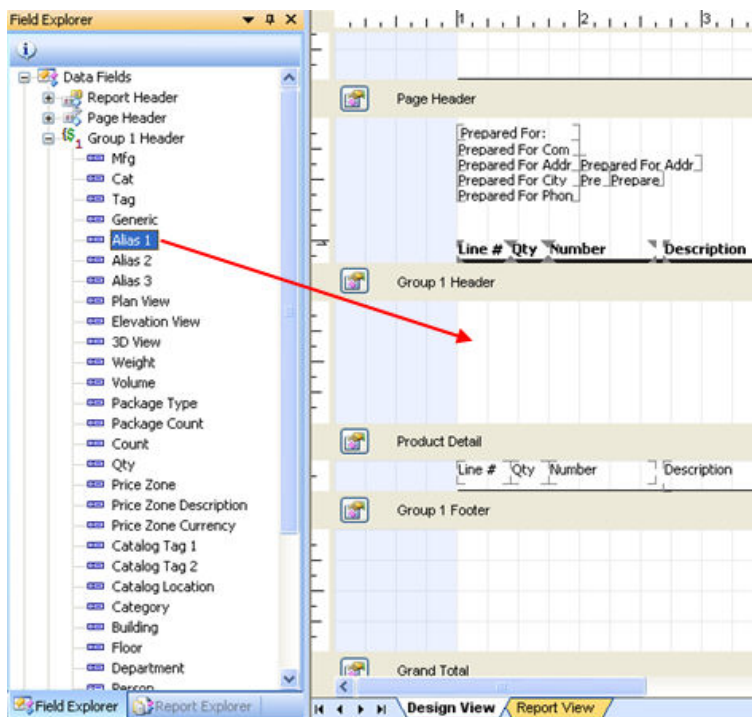 Field Explorer
Data Fields
Report Header
Page Header
Group 1 Header
Mfg
Cat
Tag
Generic
Alias 1
Alias 2
Alias 3
Plan View
Elevation View
3D View
Weight
Volume
Package Type
Package Count
Count
Qty
Price Zone
Price Zone Description
Price Zone Currency
Catalog Tag 1
Catalog Tag 2
Catalog Location
Category
Building
Floor
Department
Person
Field Explorer Report Explorer
1 2 3
Page Header
Prepared For:
Prepared For Com
Prepared For Addr Prepared For Addr
Prepared For City Pre Prepare
Prepared For Phon
Line # Qty Number Description
Group 1 Header
Product Detail
Line # Qty Number Description
Group 1 Footer
Grand Total
Design View Report View